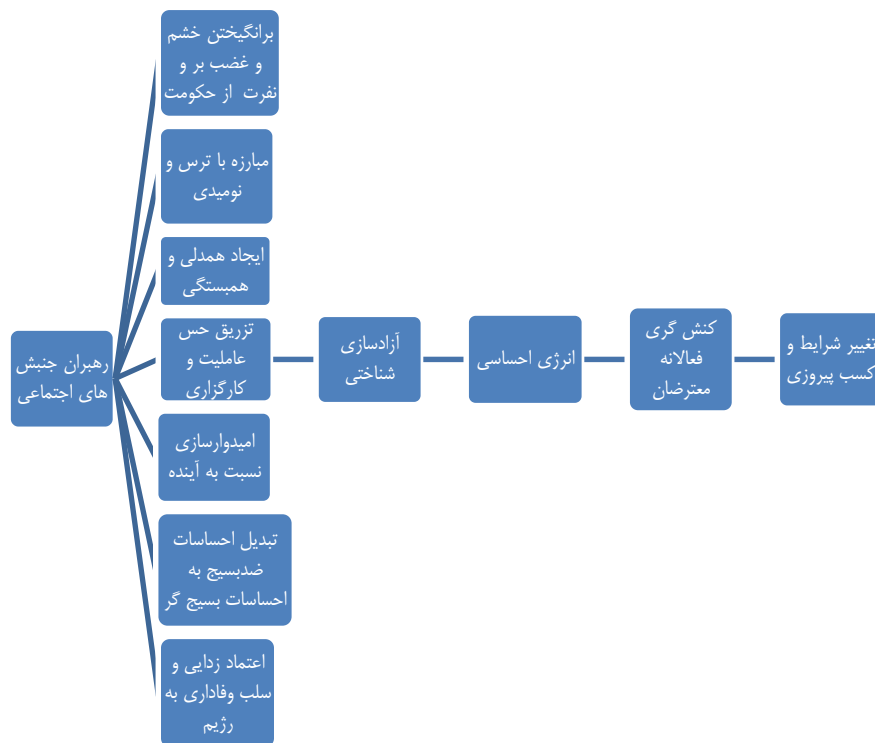 رهبران جنبش
های اجتماعی
برانگیختن خشم
و غضب بر و
نفرت از حکومت
مبارزه با ترس و
نومیدی
ایجاد همدلی و
همبستگی
تزریق حس
عاملیت و
کارگزاری
امیدوارسازی
نسبت به آینده
تبدیل احساسات
ضدبسیج به
احساسات بسیج گر
اعتماد زدایی و
سلب وفاداری به
رژیم
آزادسازی
شناختی
انرژی احساسی
کنش گری
فعالانه
معترضان
تغییر شرایط و
کسب پیروزی